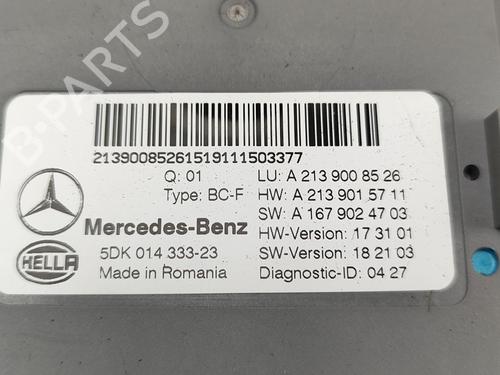 21390085261519111503377
Q: 01
LU: A 213 900 85 26
Type: BC-F
HW: A 213 901 57 11
SW: A 167 902 47 03
Mercedes-Benz
HW-Version: 17 31 01
HELLA
5DK 014 333-23
SW-Version: 18 21 03
Made in Romania
Diagnostic-ID: 04 27
B-PARTS